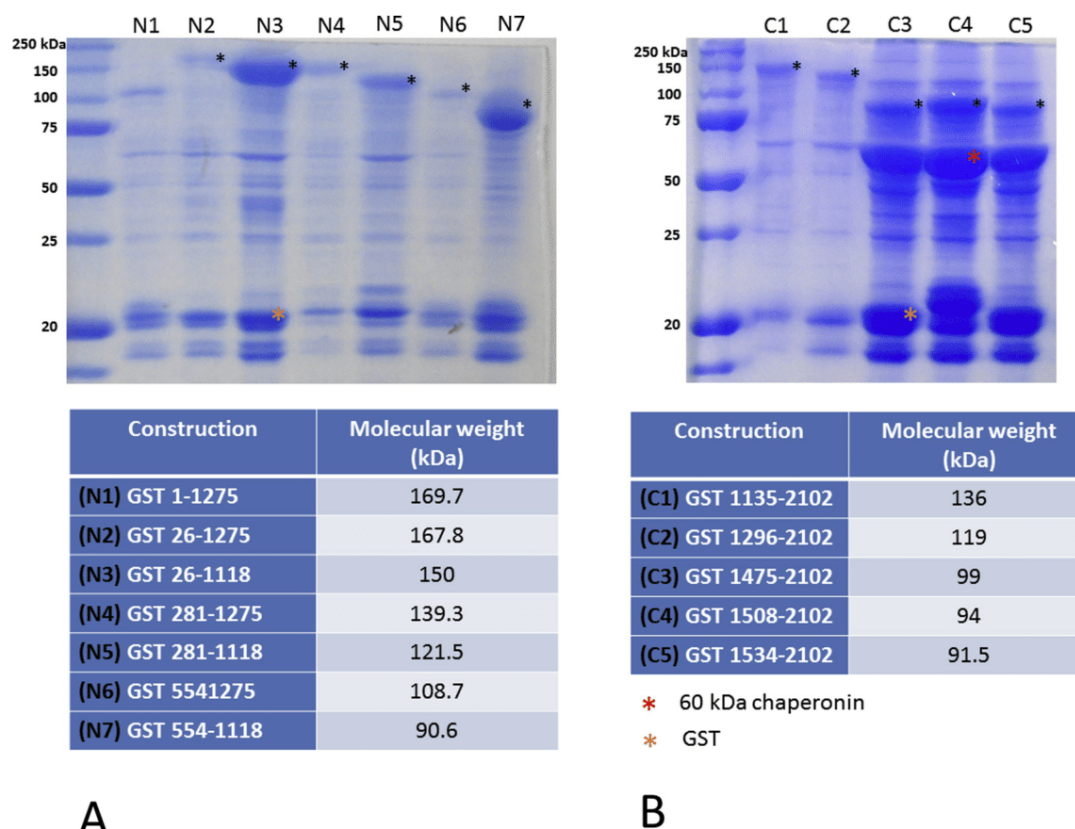 N1 N2 N3 N4 N5 N6 N7
250 kDa
150
100
75
50
25
20
* * * * * *
*
C1 C2 C3 C4 C5
250 kDa
150
100
75
50
25
20
* * * * *
*
*
Construction Molecular weight (kDa)
(N1) GST 1-1275 169.7
(N2) GST 26-1275 167.8
(N3) GST 26-1118 150
(N4) GST 281-1275 139.3
(N5) GST 281-1118 121.5
(N6) GST 5541275 108.7
(N7) GST 554-1118 90.6
A
Construction Molecular weight (kDa)
(C1) GST 1135-2102 136
(C2) GST 1296-2102 119
(C3) GST 1475-2102 99
(C4) GST 1508-2102 94
(C5) GST 1534-2102 91.5
* 60 kDa chaperonin
* GST
B